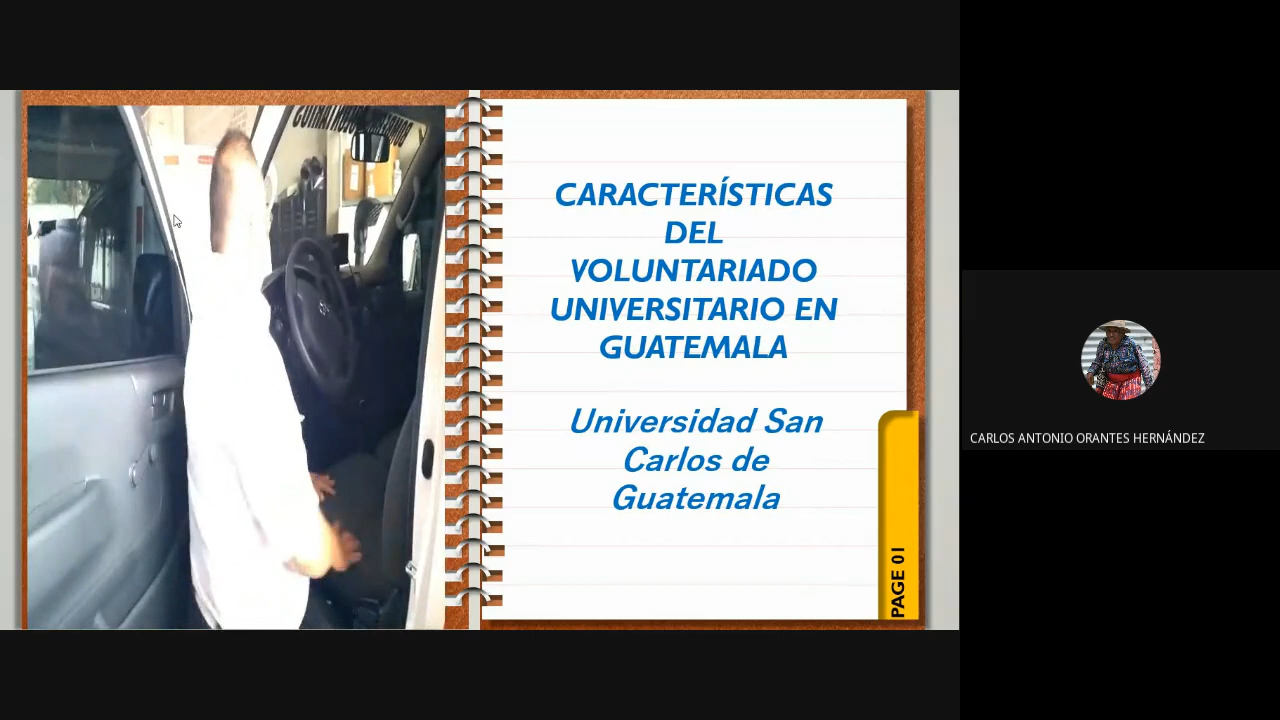 CARACTERÍSTICAS
DEL
VOLUNTARIADO
UNIVERSITARIO EN
GUATEMALA
Universidad San
Carlos de
Guatemala
PAGE 01
CARLOS ANTONIO ORANTES HERNÁNDEZ